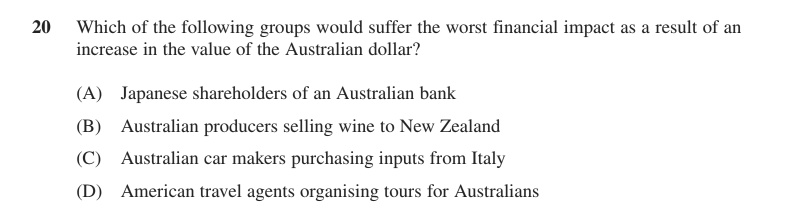 20 Which of the following groups would suffer the worst financial impact as a result of an
increase in the value of the Australian dollar?
(A) Japanese shareholders of an Australian bank
(B) Australian producers selling wine to New Zealand
(C) Australian car makers purchasing inputs from Italy
(D) American travel agents organising tours for Australians